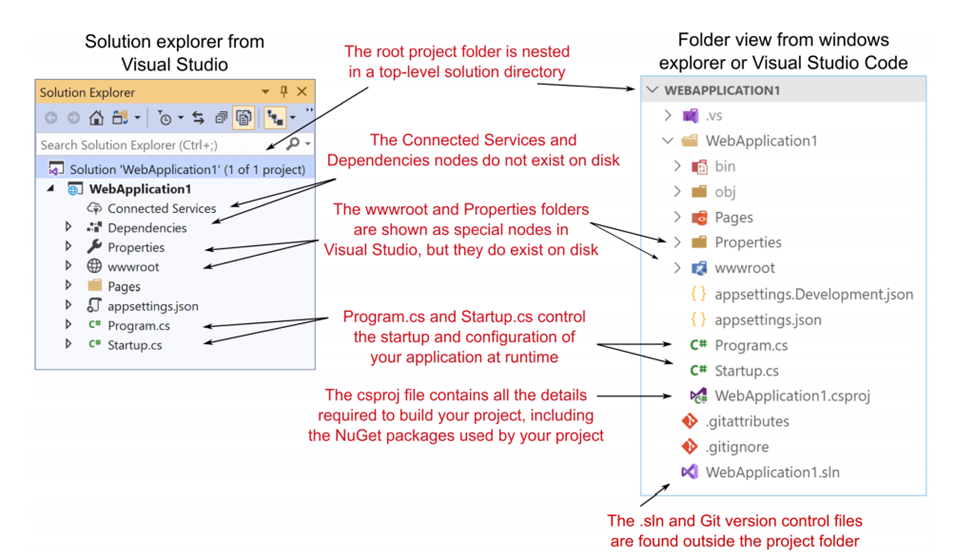 Solution explorer from
Visual Studio
Solution Explorer
Search Solution Explorer (Ctrl+;)
Solution 'WebApplication1' (1 of 1 project)
WebApplication1
Connected Services
Dependencies
Properties
wwwroot
Pages
appsettings.json
C# Program.cs
C# Startup.cs
The root project folder is nested
in a top-level solution directory
The Connected Services and
Dependencies nodes do not exist on disk
The wwwroot and Properties folders
are shown as special nodes in
Visual Studio, but they do exist on disk
Program.cs and Startup.cs control
the startup and configuration of
your application at runtime
The csproj file contains all the details
required to build your project, including
the NuGet packages used by your project
Folder view from windows
explorer or Visual Studio Code
WEBAPPLICATION1
.vs
WebApplication1
bin
obj
Pages
Properties
wwwroot
{} appsettings.Development.json
{} appsettings.json
C# Program.cs
C# Startup.cs
WebApplication1.csproj
.gitattributes
.gitignore
WebApplication1.sln
The .sln and Git version control files
are found outside the project folder